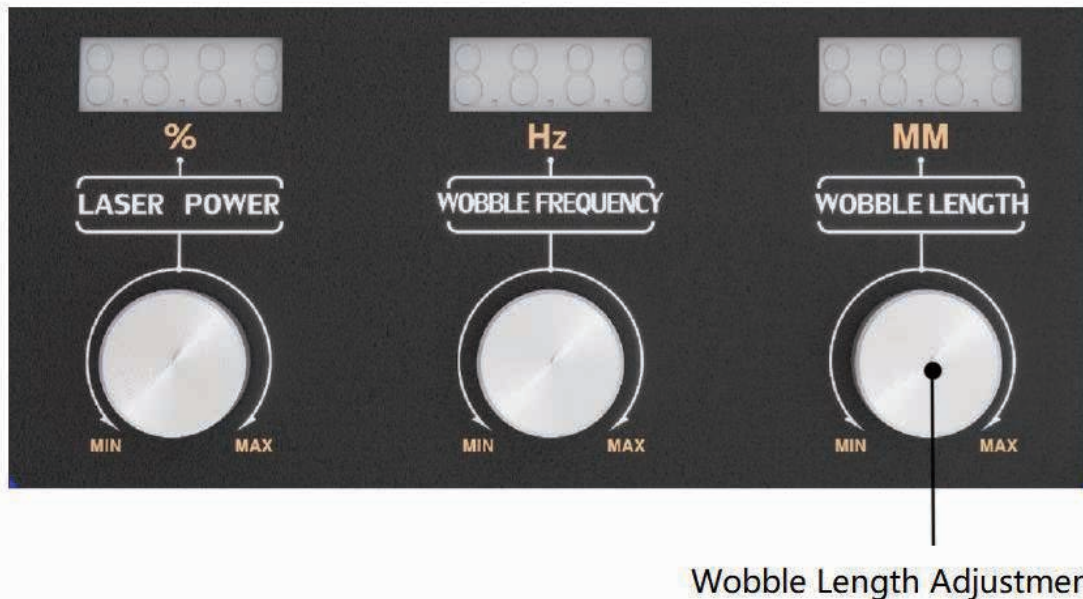 % Hz MM
LASER POWER WOBBLE FREQUENCY WOBBLE LENGTH
MIN MAX MIN MAX MIN MAX
Wobble Length Adjustmen